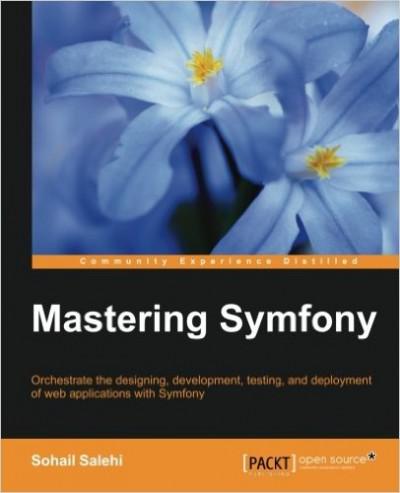 Community Experience Distilled
Mastering Symfony
Orchestrate the designing, development, testing, and deployment
of web applications with Symfony
Sohail Salehi
[PACKT] open source*
PUBLISHING